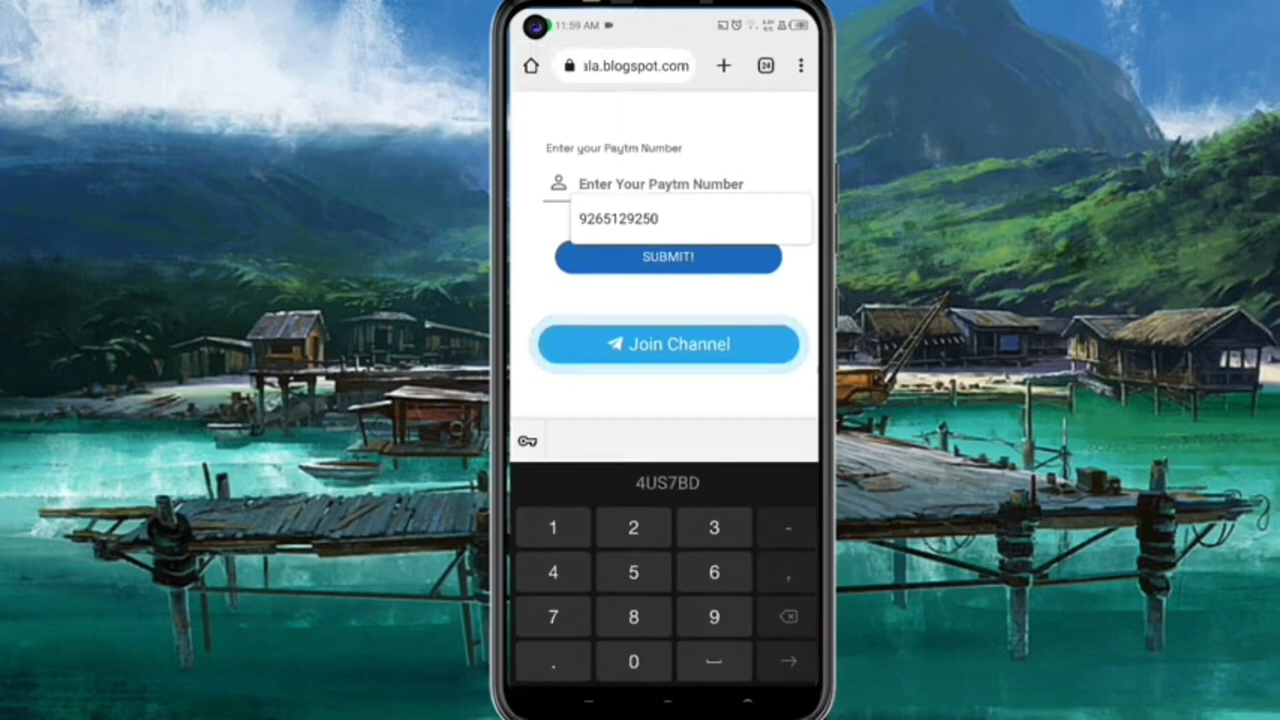 11:59 AM
ala.blogspot.com
24
Enter your Paytm Number
Enter Your Paytm Number
9265129250
SUBMIT!
Join Channel
4US7BD
1 2 3 -
4 5 6 ,
7 8 9
. 0